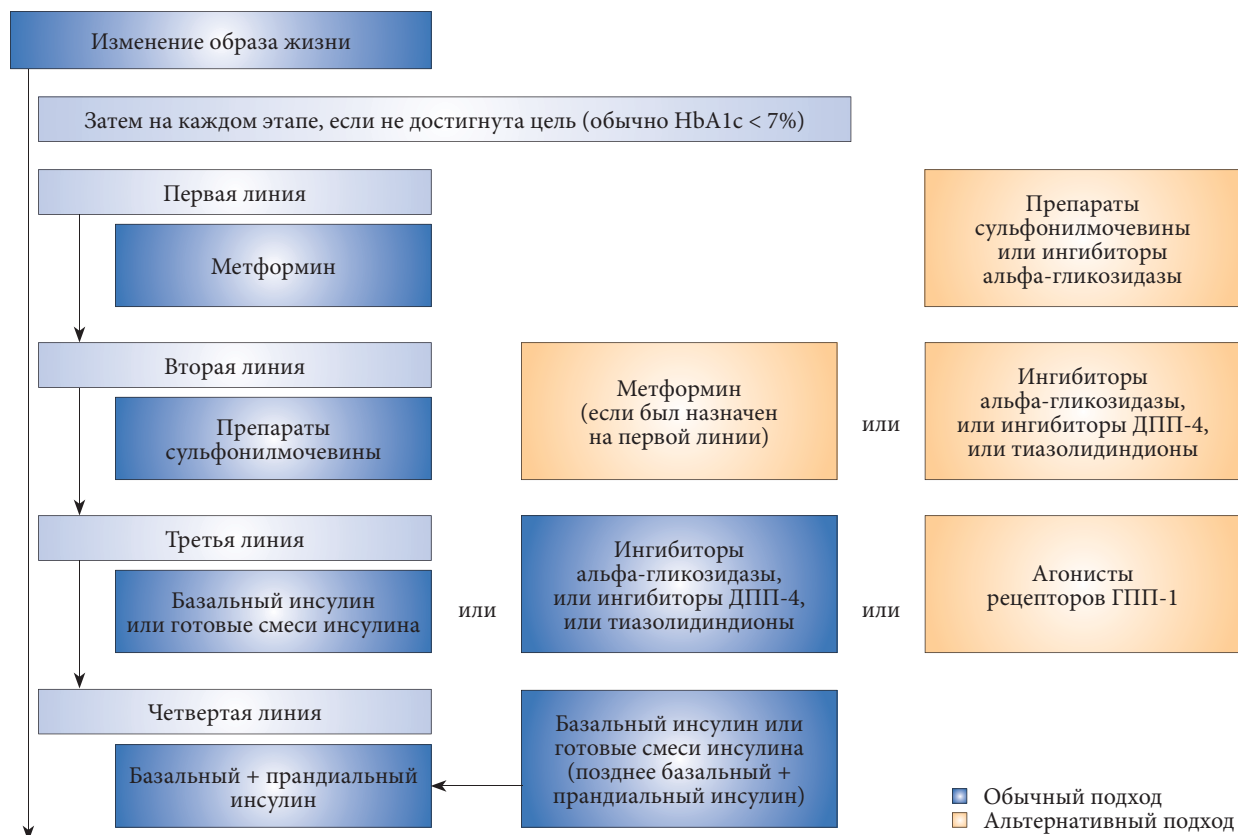 Изменение образа жизни
Затем на каждом этапе, если не достигнута цель (обычно HbA1c < 7%)
Первая линия
Метформин
Препараты
сульфонилмочевины
или ингибиторы
альфа-гликозидазы
Вторая линия
Препараты
сульфонилмочевины
Метформин
(если был назначен
на первой линии)
или
Ингибиторы
альфа-гликозидазы,
или ингибиторы ДПП-4,
или тиазолидиндионы
Третья линия
Базальный инсулин
или готовые смеси инсулина
или
Ингибиторы
альфа-гликозидазы,
или ингибиторы ДПП-4,
или тиазолидиндионы
или
Агонисты
рецепторов ГПП-1
Четвертая линия
Базальный + прандиальный
инсулин
Базальный инсулин или
готовые смеси инсулина
(позднее базальный +
прандиальный инсулин)
Обычный подход
Альтернативный подход